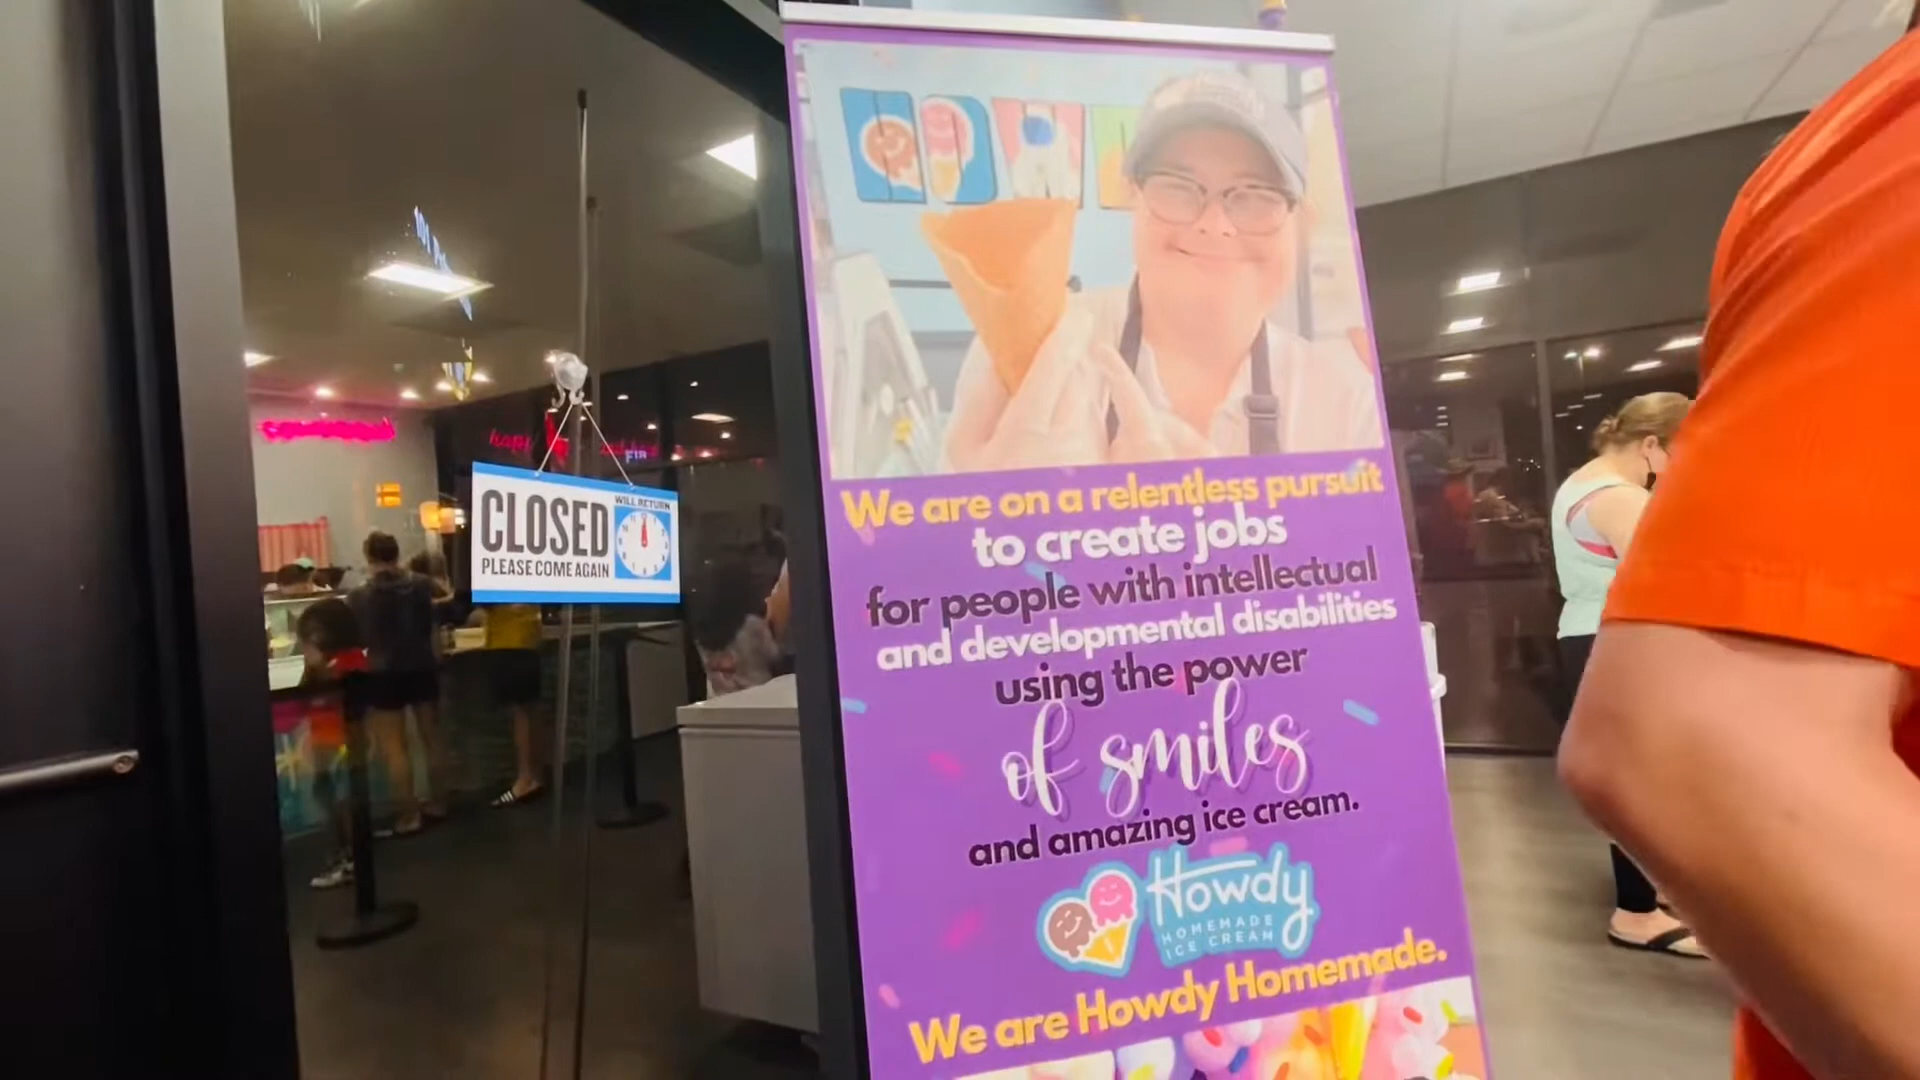 happy
CLOSED
PLEASE COME AGAIN
WILL RETURN
We are on a relentless pursuit
to create jobs
for people with intellectual
and developmental disabilities
using the power
of smiles
and amazing ice cream.
Howdy
HOMEMADE
ICE CREAM
We are Howdy Homemade.